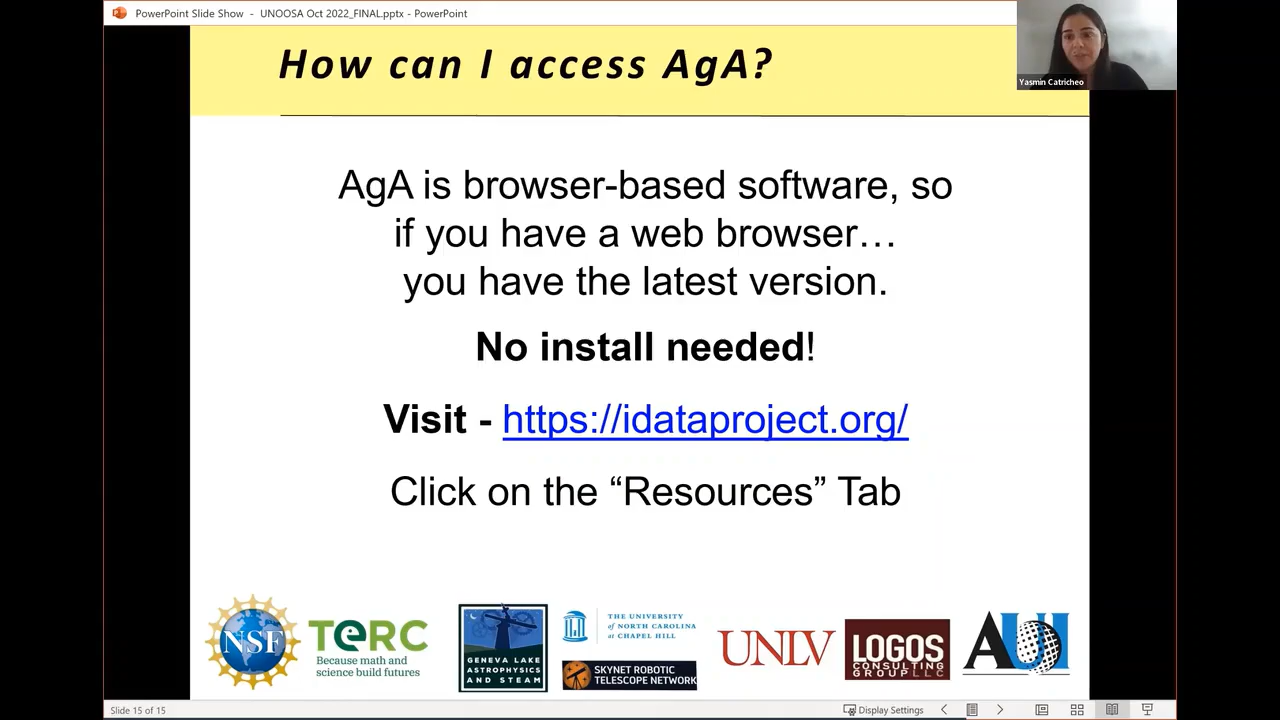 PowerPoint Slide Show - UNOOSA Oct 2022_FINAL.pptx - PowerPoint
Yasmin Catricheo
How can I access AgA?
AgA is browser-based software, so
if you have a web browser…
you have the latest version.
No install needed!
Visit - https://idataproject.org/
Click on the “Resources” Tab
NSF
TERC
Because math and
science build futures
GENEVA LAKE
ASTROPHYSICS
AND STEAM
THE UNIVERSITY
of NORTH CAROLINA
at CHAPEL HILL
SKYNET ROBOTIC
TELESCOPE NETWORK
UNLV
LOGOS
CONSULTING
GROUP LLC
AUI
Slide 15 of 15
Display Settings